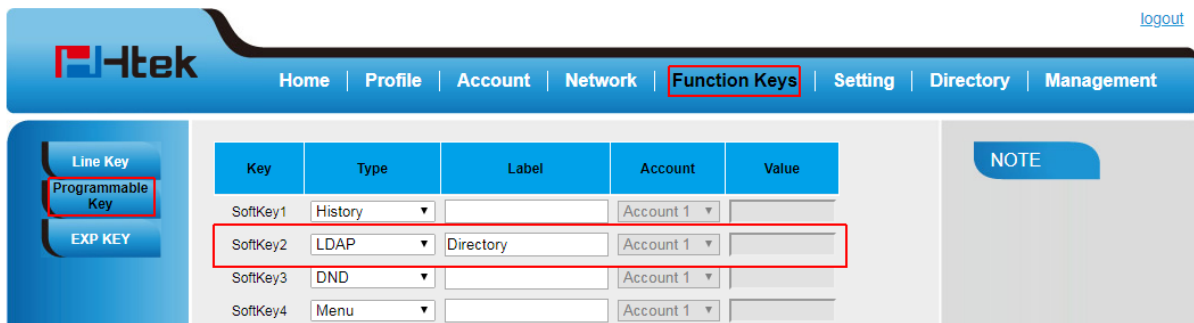 logout
Htek
Home | Profile | Account | Network | Function Keys | Setting | Directory | Management
Line Key
Programmable
Key
EXP KEY
Key Type Label Account Value
SoftKey1 History Account 1
SoftKey2 LDAP Directory Account 1
SoftKey3 DND Account 1
SoftKey4 Menu Account 1
NOTE